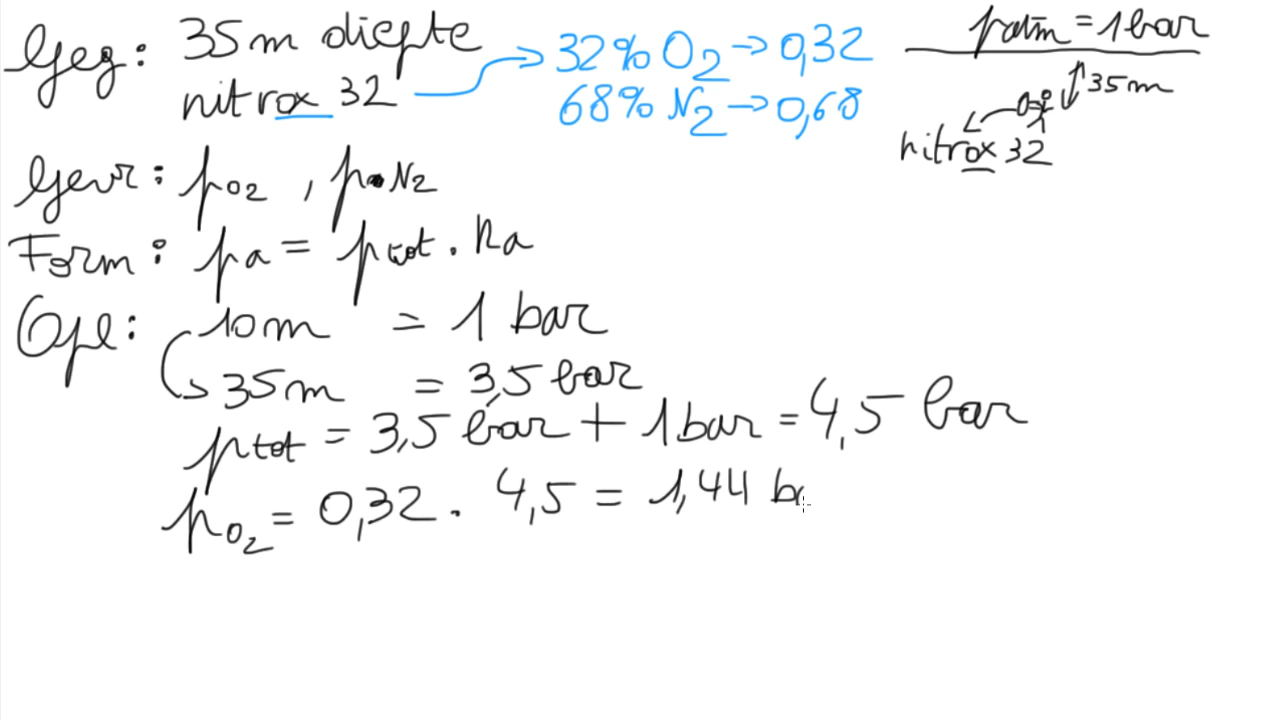 Geg: 35m diepte
nitrox 32
32% O2 → 0,32
68% N2 → 0,68
patm = 1 bar
35m
nitrox 32
Gevr: pO2, pN2
Form: pa = ptot . na
Opl: 10m = 1 bar
35m = 3,5 bar
ptot = 3,5 bar + 1 bar = 4,5 bar
pO2 = 0,32 . 4,5 = 1,44 ba